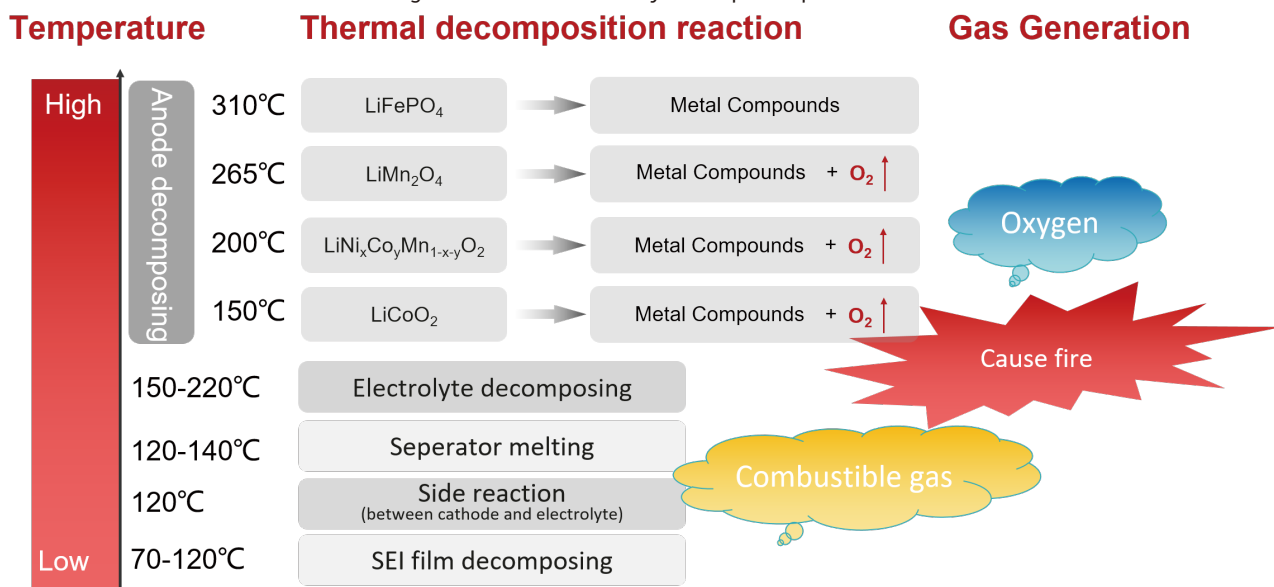 Temperature
Thermal decomposition reaction
Gas Generation
High
Anode decomposing
310℃
LiFePO₄
Metal Compounds
265℃
LiMn₂O₄
Metal Compounds + O₂
200℃
LiNiₓCoᵧMn₁₋ₓ₋ᵧO₂
Metal Compounds + O₂
150℃
LiCoO₂
Metal Compounds + O₂
Oxygen
Cause fire
150-220℃
Electrolyte decomposing
120-140℃
Seperator melting
Combustible gas
120℃
Side reaction
(between cathode and electrolyte)
Low
70-120℃
SEI film decomposing